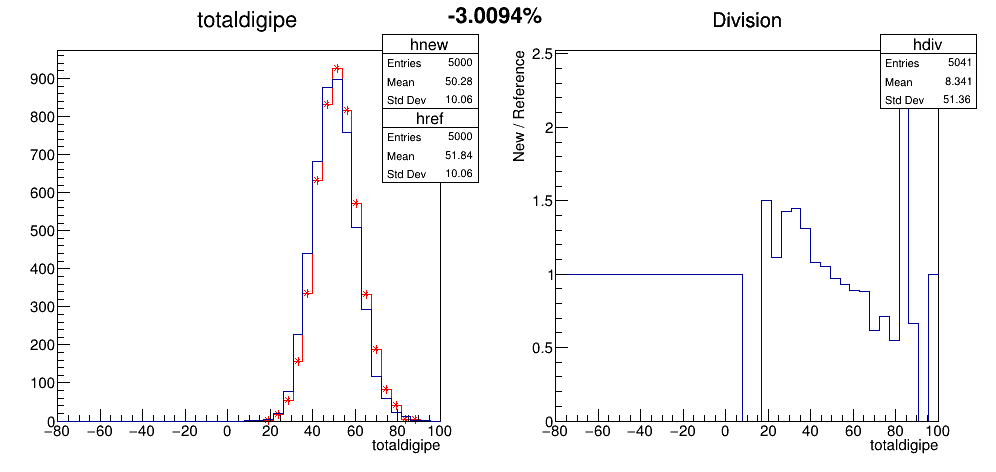 -3.0094%
totaldigipe
hnew
Entries 5000
Mean 50.28
Std Dev 10.06
href
Entries 5000
Mean 51.84
Std Dev 10.06
900
800
700
600
500
400
300
200
100
0
−80 −60 −40 −20 0 20 40 60 80 100
totaldigipe
Division
hdiv
Entries 5041
Mean 8.341
Std Dev 51.36
New / Reference
2.5
2
1.5
1
0.5
0
−80 −60 −40 −20 0 20 40 60 80 100
totaldigipe